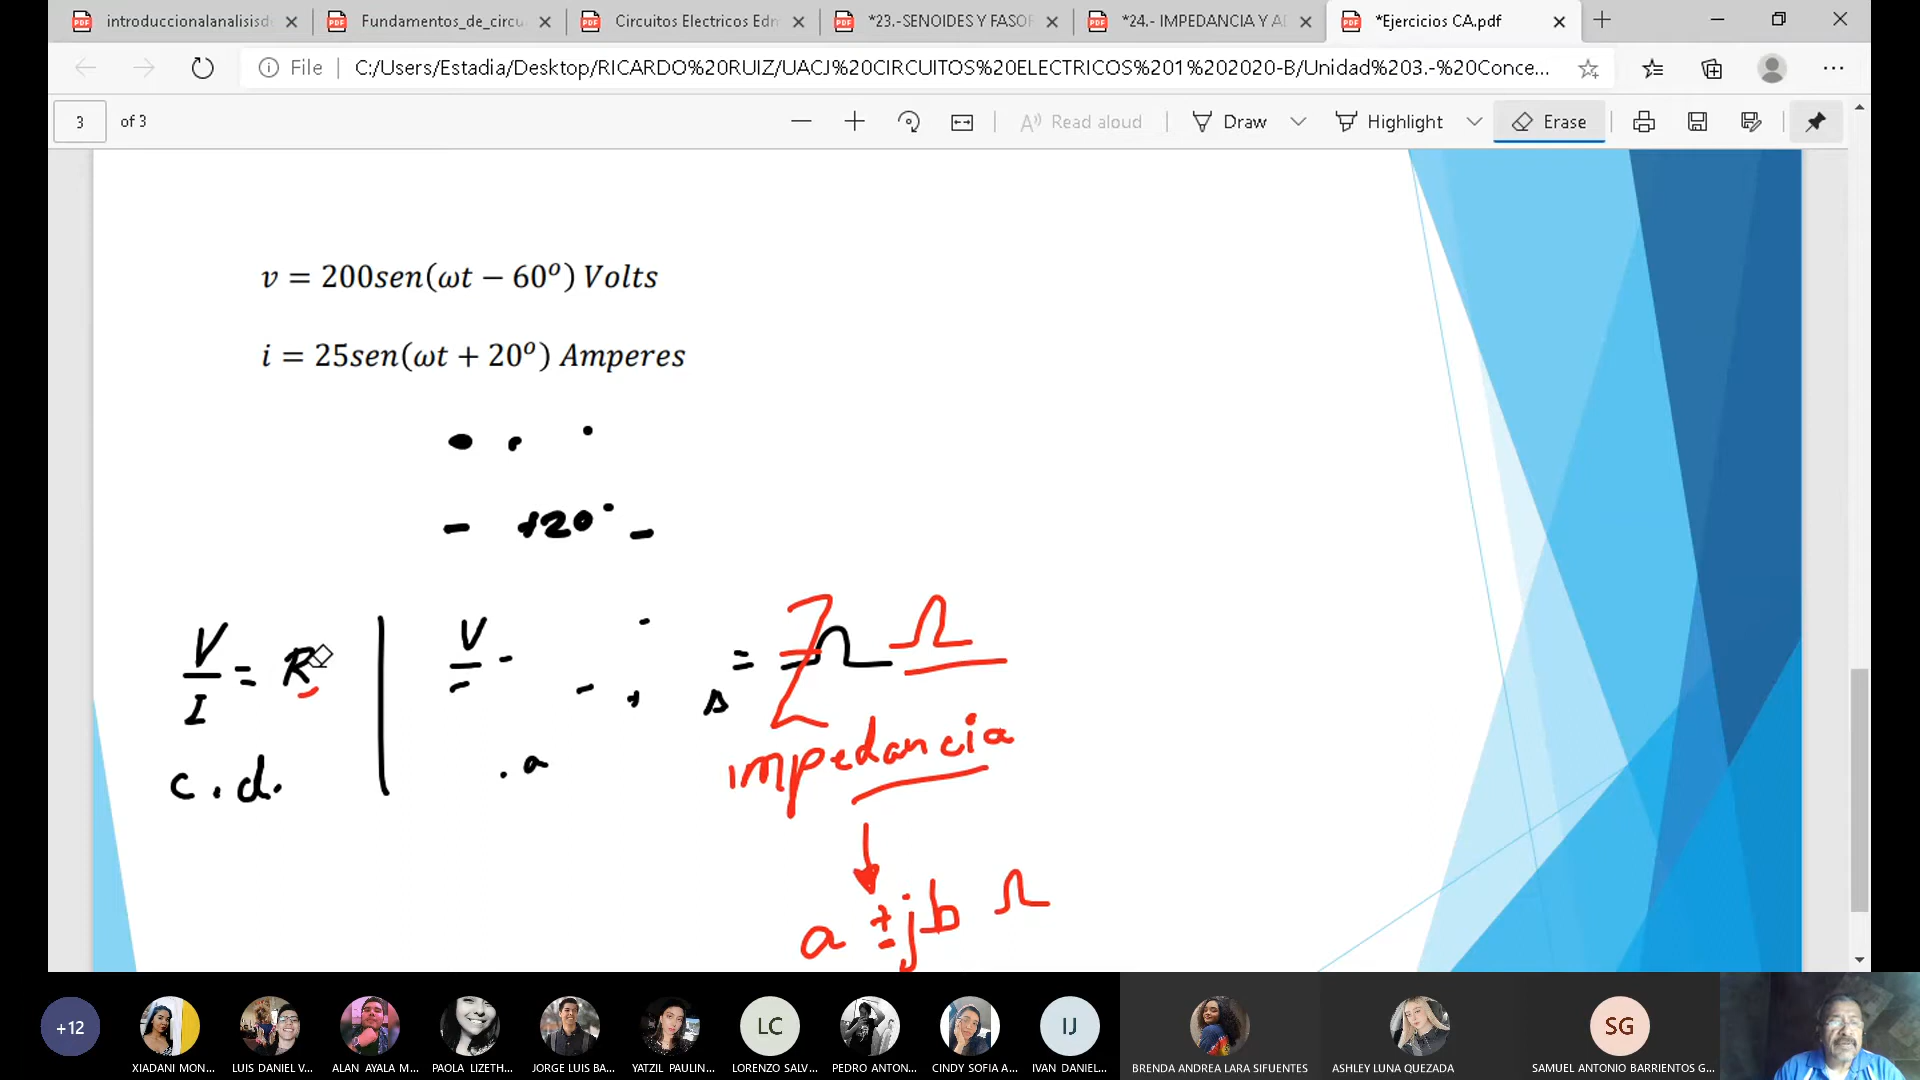 introduccionalanalisisd
Fundamentos_de_circu
Circuitos Electricos Edm
*23.-SENOIDES Y FASOR
*24.- IMPEDANCIA Y A
*Ejercicios CA.pdf
File
C:/Users/Estadia/Desktop/RICARDO%20RUIZ/UACJ%20CIRCUITOS%20ELECTRICOS%201%202020-B/Unidad%203.-%20Conce...
3 of 3
Read aloud
Draw
Highlight
Erase
v = 200sen(ωt − 60º) Volts
i = 25sen(ωt + 20º) Amperes
+20°
V/I = R
c.d.
V
= Z Ω Ω
impedancia
a ± jb Ω
+12
XIADANI MON...
LUIS DANIEL V...
ALAN AYALA M...
PAOLA LIZETH...
JORGE LUIS BA...
YATZIL PAULIN...
LC
LORENZO SALV...
PEDRO ANTON...
CINDY SOFIA A...
IJ
IVAN DANIEL...
BRENDA ANDREA LARA SIFUENTES
ASHLEY LUNA QUEZADA
SG
SAMUEL ANTONIO BARRIENTOS G...